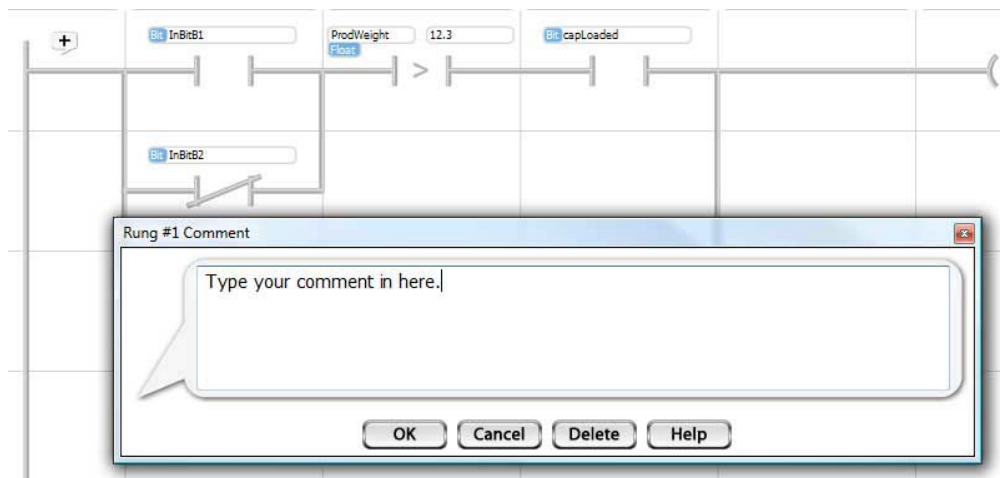 +
Bit InBitB1
ProdWeight 12.3
Float
>
Bit capLoaded
Bit InBitB2
Rung #1 Comment
Type your comment in here.
OK Cancel Delete Help